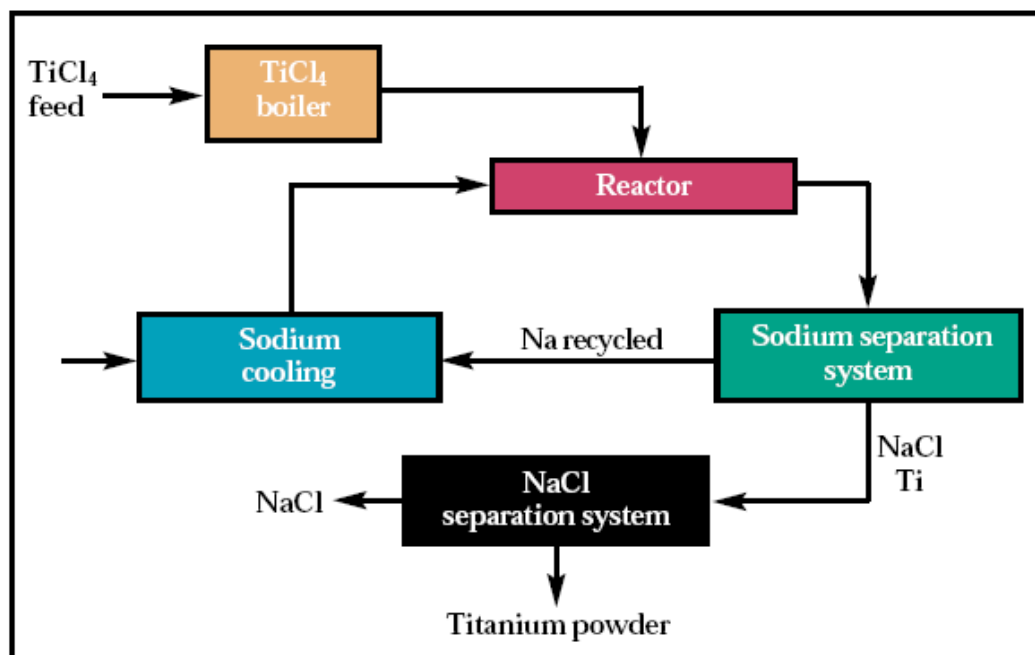 TiCl₄
feed
TiCl₄
boiler
Reactor
Sodium
cooling
Na recycled
Sodium separation
system
NaCl
Ti
NaCl
separation system
NaCl
Titanium powder